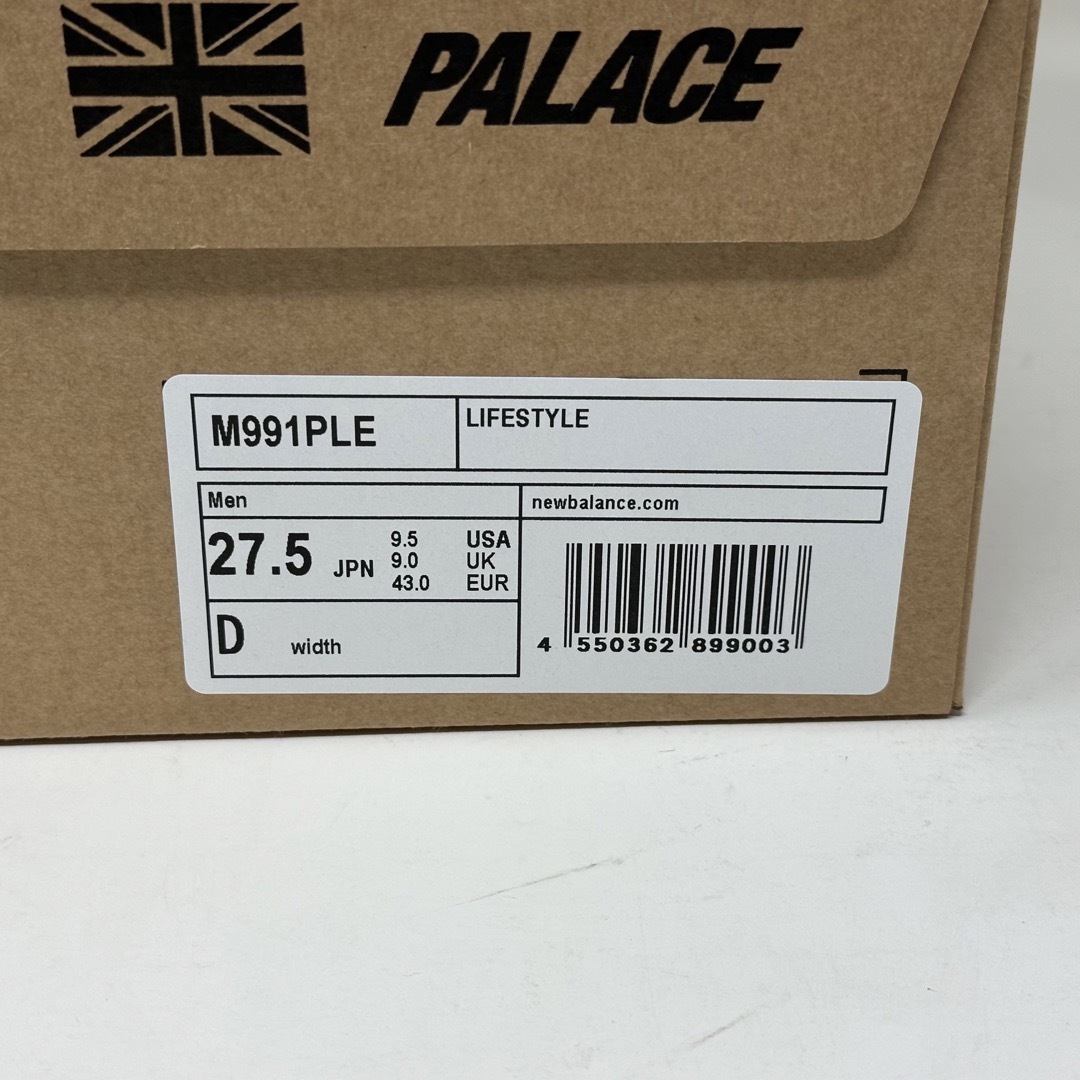 PALACE
M991PLE
LIFESTYLE
Men
newbalance.com
27.5 JPN
9.5 USA
9.0 UK
43.0 EUR
D width
4 550362 899003